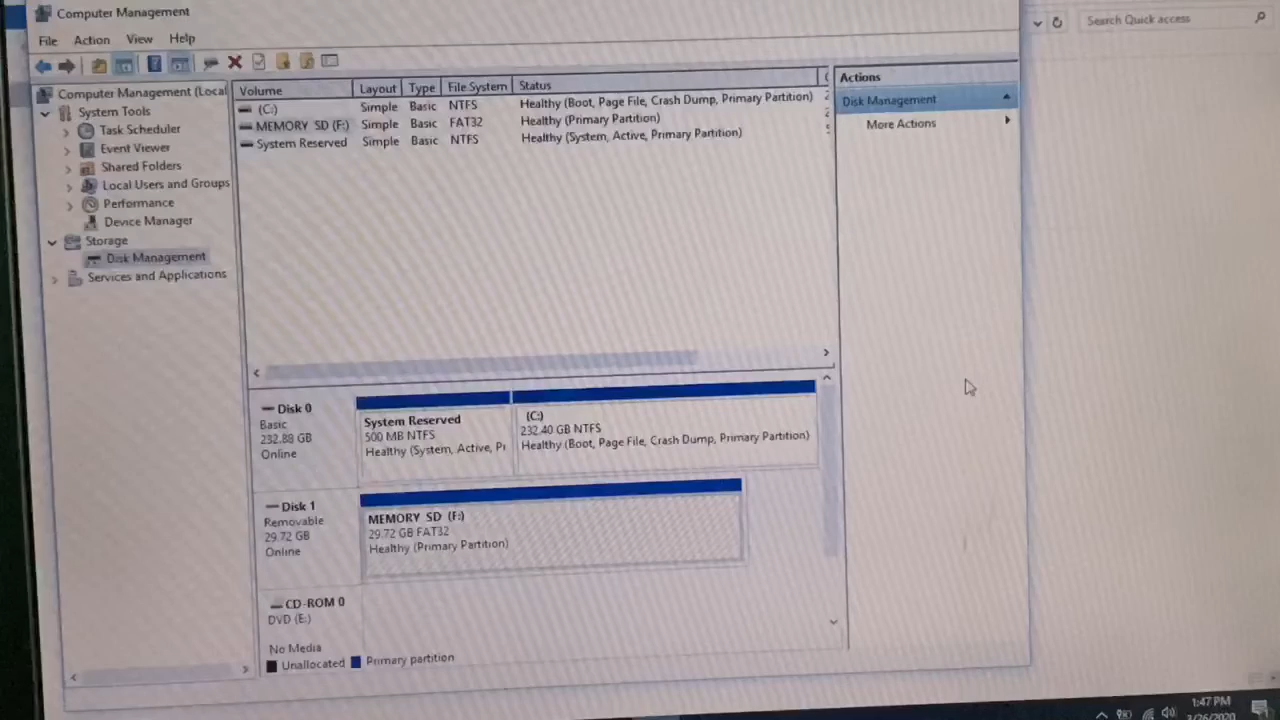 Computer Management
File Action View Help
Search Quick access
Computer Management (Local
System Tools
Task Scheduler
Event Viewer
Shared Folders
Local Users and Groups
Performance
Device Manager
Storage
Disk Management
Services and Applications
Volume Layout Type File System Status
(C:) Simple Basic NTFS Healthy (Boot, Page File, Crash Dump, Primary Partition)
MEMORY SD (F:) Simple Basic FAT32 Healthy (Primary Partition)
System Reserved Simple Basic NTFS Healthy (System, Active, Primary Partition)
Actions
Disk Management
More Actions
Disk 0
Basic
232.88 GB
Online
System Reserved
500 MB NTFS
Healthy (System, Active, Pr
(C:)
232.40 GB NTFS
Healthy (Boot, Page File, Crash Dump, Primary Partition)
Disk 1
Removable
29.72 GB
Online
MEMORY SD (F:)
29.72 GB FAT32
Healthy (Primary Partition)
CD-ROM 0
DVD (E:)
No Media
Unallocated Primary partition
1:47 PM